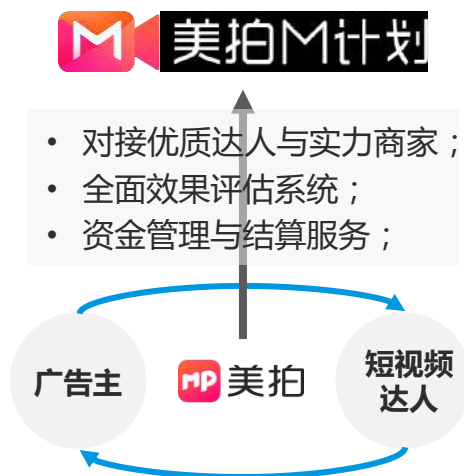 M 美拍M计划
• 对接优质达人与实力商家；
• 全面效果评估系统；
• 资金管理与结算服务；
广告主
MP 美拍
短视频
达人